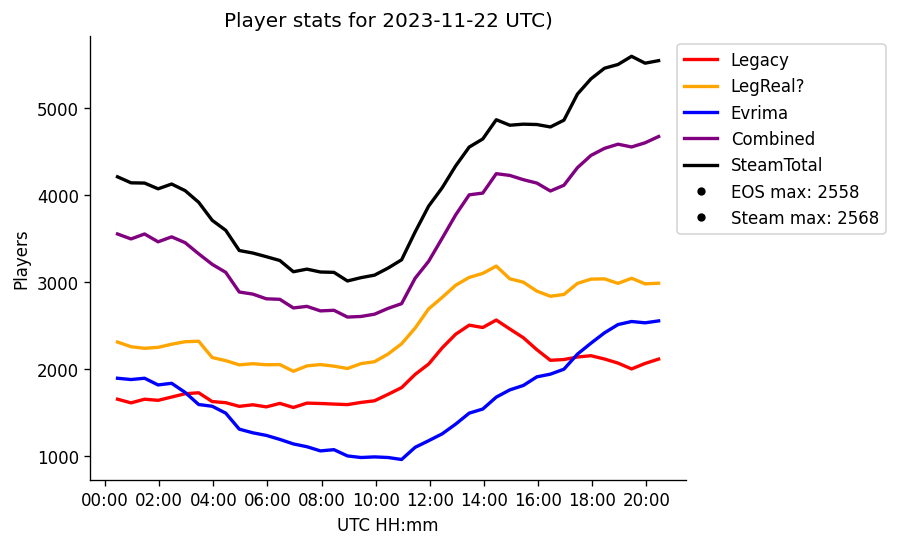 Player stats for 2023-11-22 UTC)
Legacy
LegReal?
Evrima
Combined
SteamTotal
EOS max: 2558
Steam max: 2568
5000
4000
3000
2000
1000
Players
00:00 02:00 04:00 06:00 08:00 10:00 12:00 14:00 16:00 18:00 20:00
UTC HH:mm